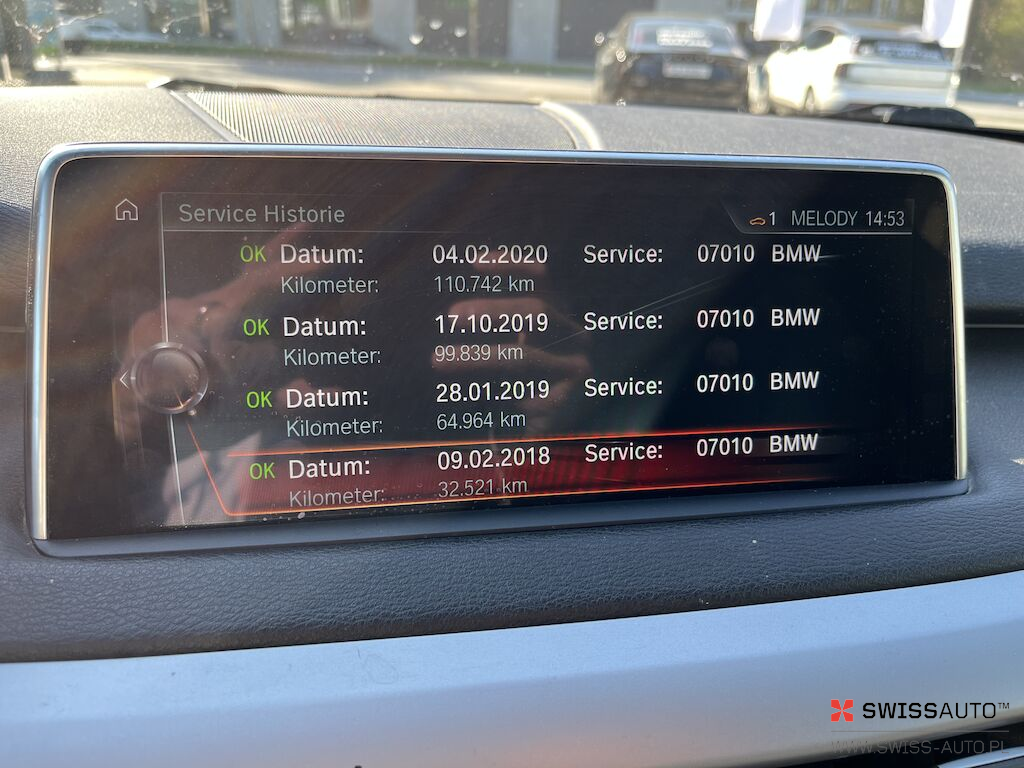 Service Histories
1 MELODY 14:53
OK Datum: 04.02.2020 Service: 07010 BMW
Kilometer: 110.742 km
OK Datum: 17.10.2019 Service: 07010 BMW
Kilometer: 99.839 km
OK Datum: 28.01.2019 Service: 07010 BMW
Kilometer: 64.964 km
OK Datum: 09.02.2018 Service: 07010 BMW
Kilometer: 32.521 km
SWISSAUTO™
WWW.SWISS-AUTO.PL